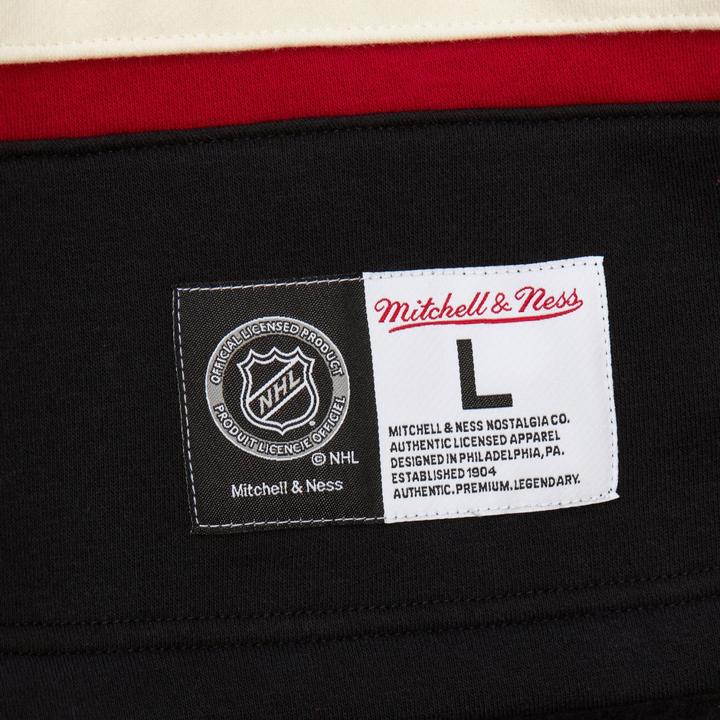 OFFICIAL LICENSED PRODUCT
NHL
PRODUIT LICENCIÉ OFFICIEL
© NHL
Mitchell & Ness
Mitchell & Ness
L
MITCHELL & NESS NOSTALGIA CO.
AUTHENTIC LICENSED APPAREL
DESIGNED IN PHILADELPHIA, PA.
ESTABLISHED 1904
AUTHENTIC.PREMIUM.LEGENDARY.